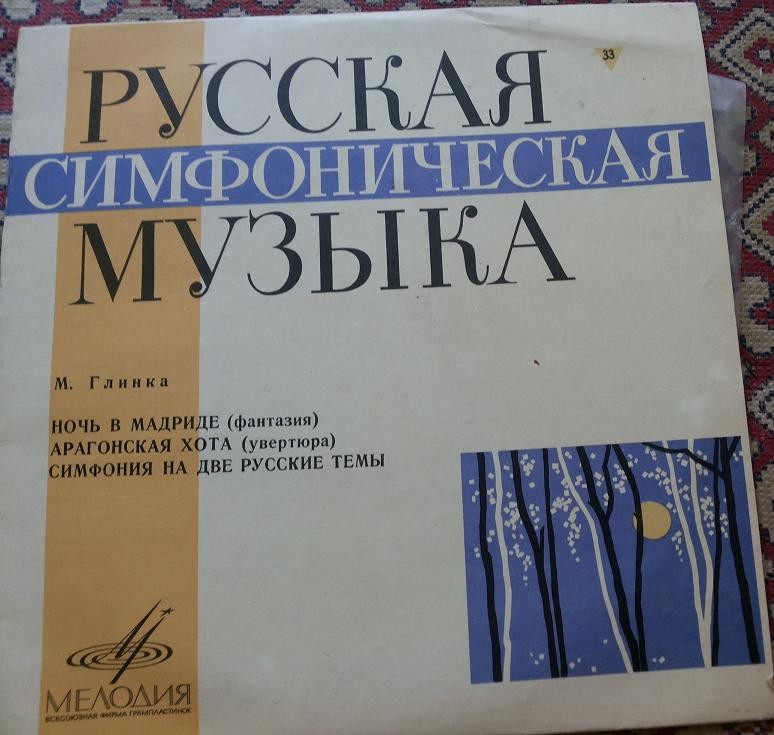 33
РУССКАЯ
СИМФОНИЧЕСКАЯ
МУЗЫКА
М. Глинка
НОЧЬ В МАДРИДЕ (фантазия)
АРАГОНСКАЯ ХОТА (увертюра)
СИМФОНИЯ НА ДВЕ РУССКИЕ ТЕМЫ
МЕЛОДИЯ
ВСЕСОЮЗНАЯ ФИРМА ГРАМПЛАСТИНОК